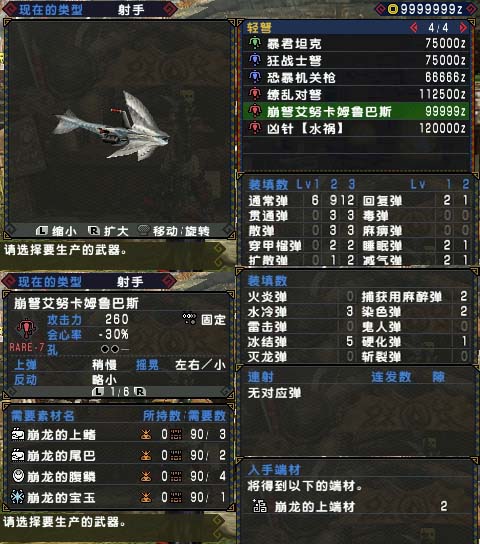 现在的类型 射手
缩小 扩大 移动/旋转
请选择要生产的武器。
9999999z
轻弩 4/4
暴君坦克 75000z
狂战士弩 75000z
恐暴机关枪 66666z
缭乱对弩 112500z
崩弩艾努卡姆鲁巴斯 99999z
凶针【水祸】 120000z
装填数 Lv1 2 3 Lv 1 2
通常弹 6 9 12 回复弹 2 1
贯通弹 0 3 3 毒弹 0 0
散弹 0 3 3 麻痹弹 0 0
穿甲榴弹 0 2 2 睡眠弹 2 1
扩散弹 0 1 2 减气弹 2 1
现在的类型 射手
崩弩艾努卡姆鲁巴斯
攻击力 260 固定
会心率 -30%
RARE-7 孔 ○○—
上弹 稍慢 摇晃 左右/小
反动 略小
L 1/6 R
需要素材名 所持数:需要数
崩龙的上鳍 0 90/ 3
崩龙的尾巴 0 90/ 2
崩龙的腹鳞 0 90/ 4
崩龙的宝玉 0 90/ 1
请选择要生产的武器。
装填数
火炎弹 0 捕获用麻醉弹 2
水冷弹 3 染色弹 2
雷击弹 0 鬼人弹 0
冰结弹 5 硬化弹 1
灭龙弹 0 斩裂弹 0
连射 连发数 隙
无对应弹
入手端材
将得到以下的端材。
崩龙的上端材 2